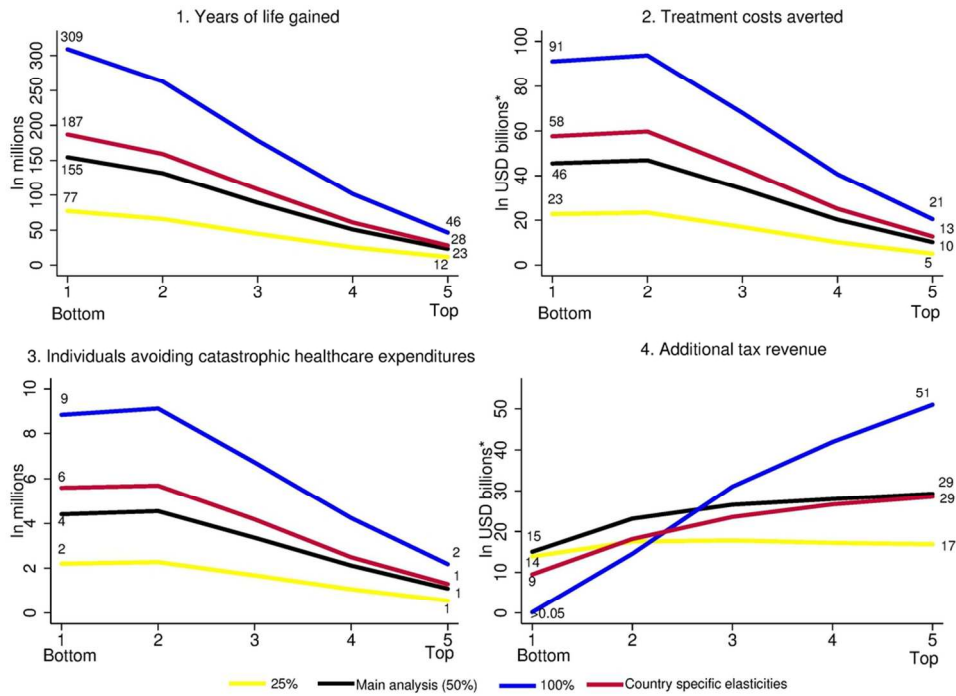 1. Years of life gained
In millions
0 50 100 150 200 250 300
309
187
155
77
46
28
23
12
1 2 3 4 5
Bottom Top
2. Treatment costs averted
In USD billions*
0 20 40 60 80 100
91
58
46
23
21
13
10
5
1 2 3 4 5
Bottom Top
3. Individuals avoiding catastrophic healthcare expenditures
In millions
0 2 4 6 8 10
9
6
4
2
2
1
1
1
1 2 3 4 5
Bottom Top
4. Additional tax revenue
In USD billions*
0 10 20 30 40 50
15
14
9
>0.05
51
29
29
17
1 2 3 4 5
Bottom Top
25% Main analysis (50%) 100% Country specific elasticities